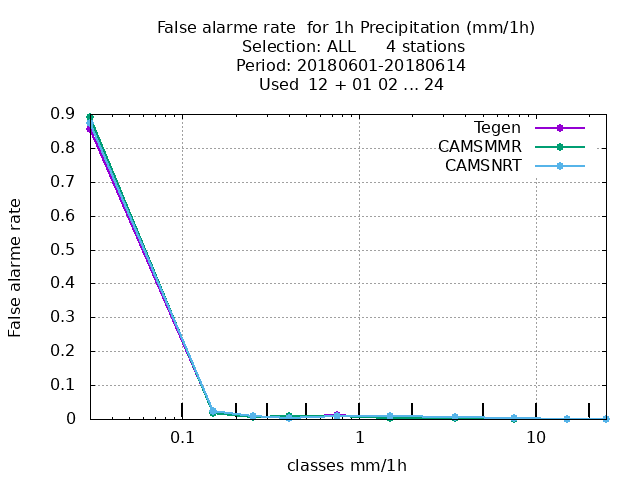 False alarme rate  for 1h Precipitation (mm/1h)
Selection: ALL      4 stations
Period: 20180601-20180614
Used  12 + 01 02 ... 24
Tegen
CAMSMMR
CAMSNRT
0.9
0.8
0.7
0.6
0.5
0.4
0.3
0.2
0.1
0
False alarme rate
0.1 1 10
classes mm/1h